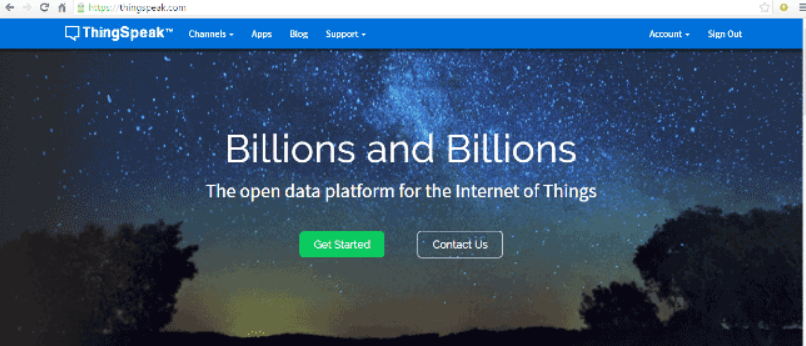 https://thingspeak.com
ThingSpeak™ Channels Apps Blog Support Account Sign Out
Billions and Billions
The open data platform for the Internet of Things
Get Started Contact Us